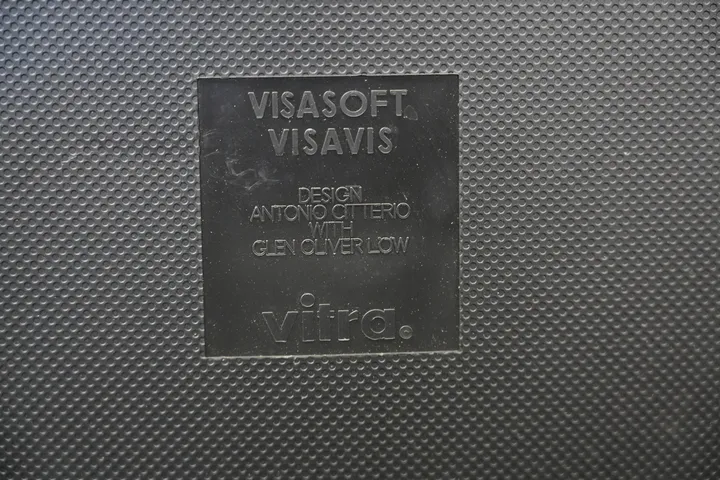 VISASOFT
VISAVIS
DESIGN
ANTONIO CITTERIO
WITH
GLEN OLIVER LÖW
vitra.